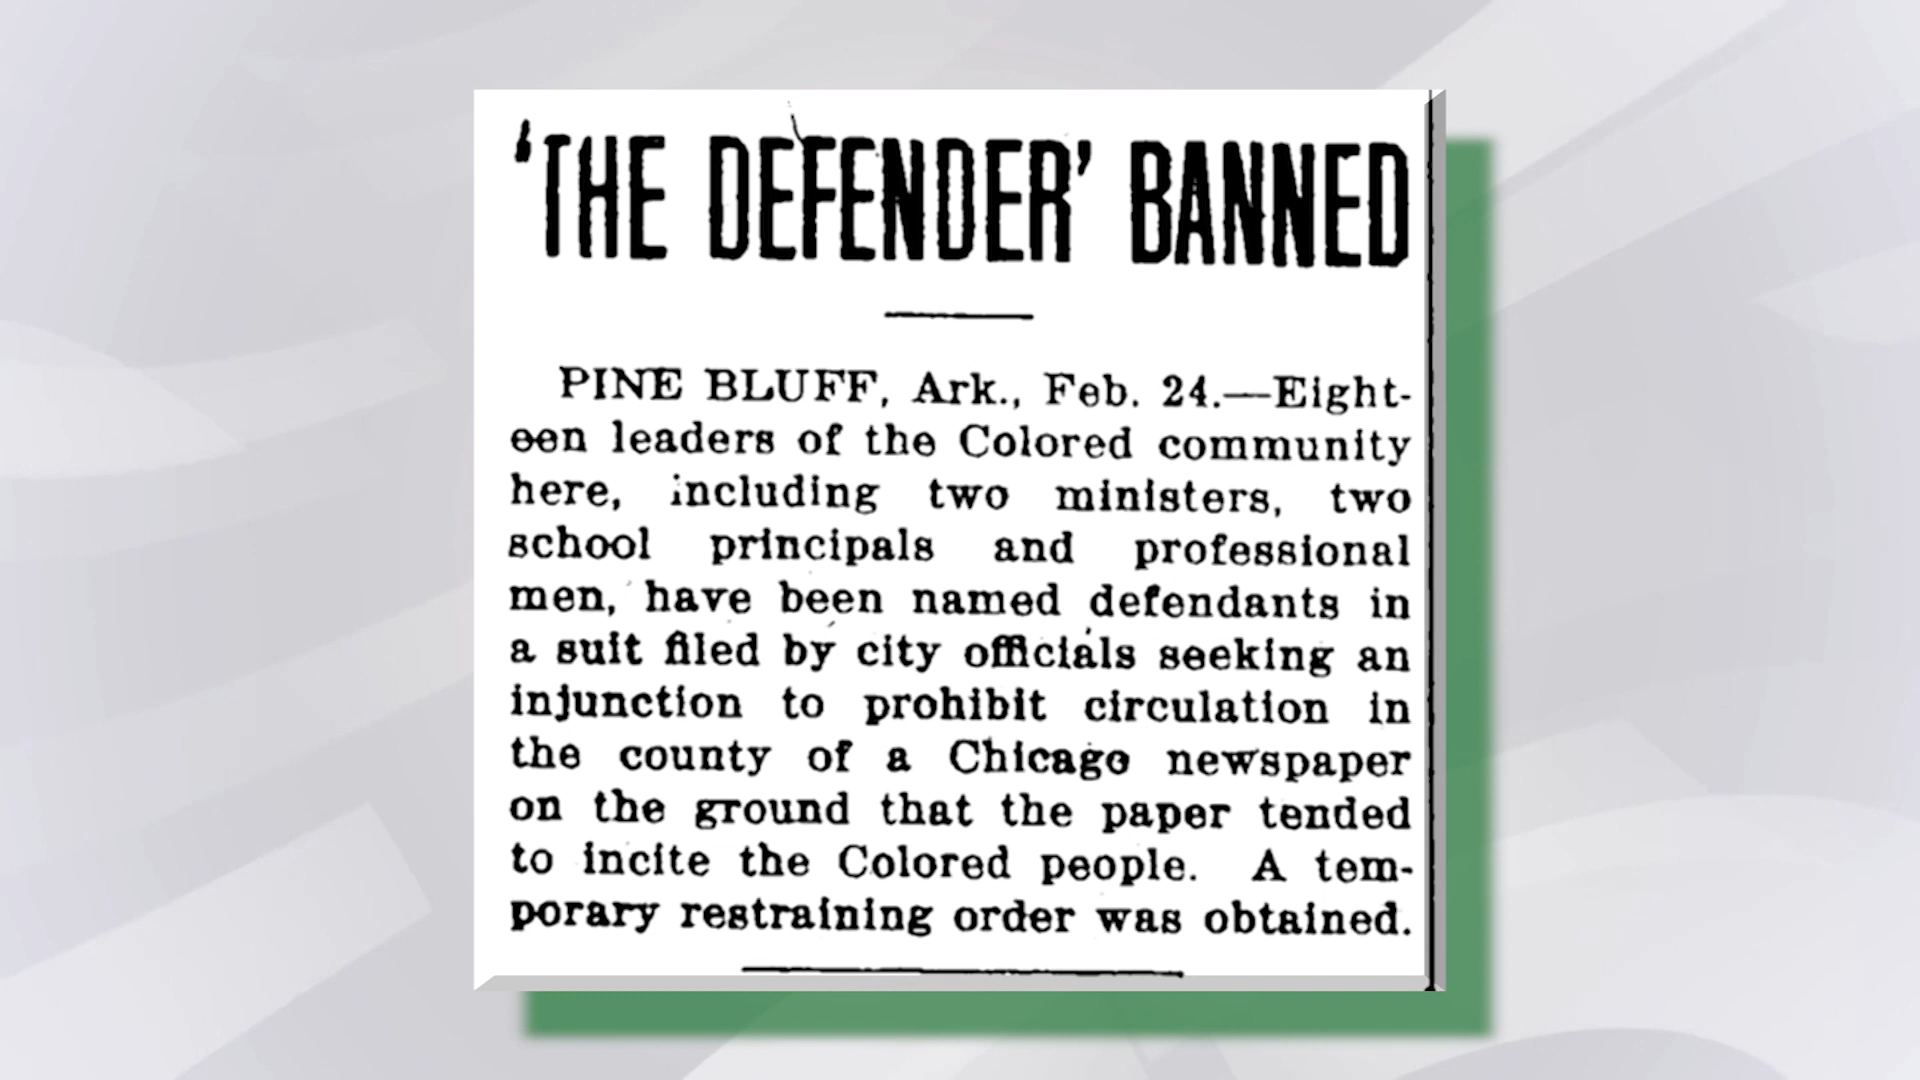 ‘THE DEFENDER’ BANNED
PINE BLUFF, Ark., Feb. 24.—Eight-
een leaders of the Colored community
here, including two ministers, two
school principals and professional
men, have been named defendants in
a suit filed by city officials seeking an
injunction to prohibit circulation in
the county of a Chicago newspaper
on the ground that the paper tended
to incite the Colored people. A tem-
porary restraining order was obtained.